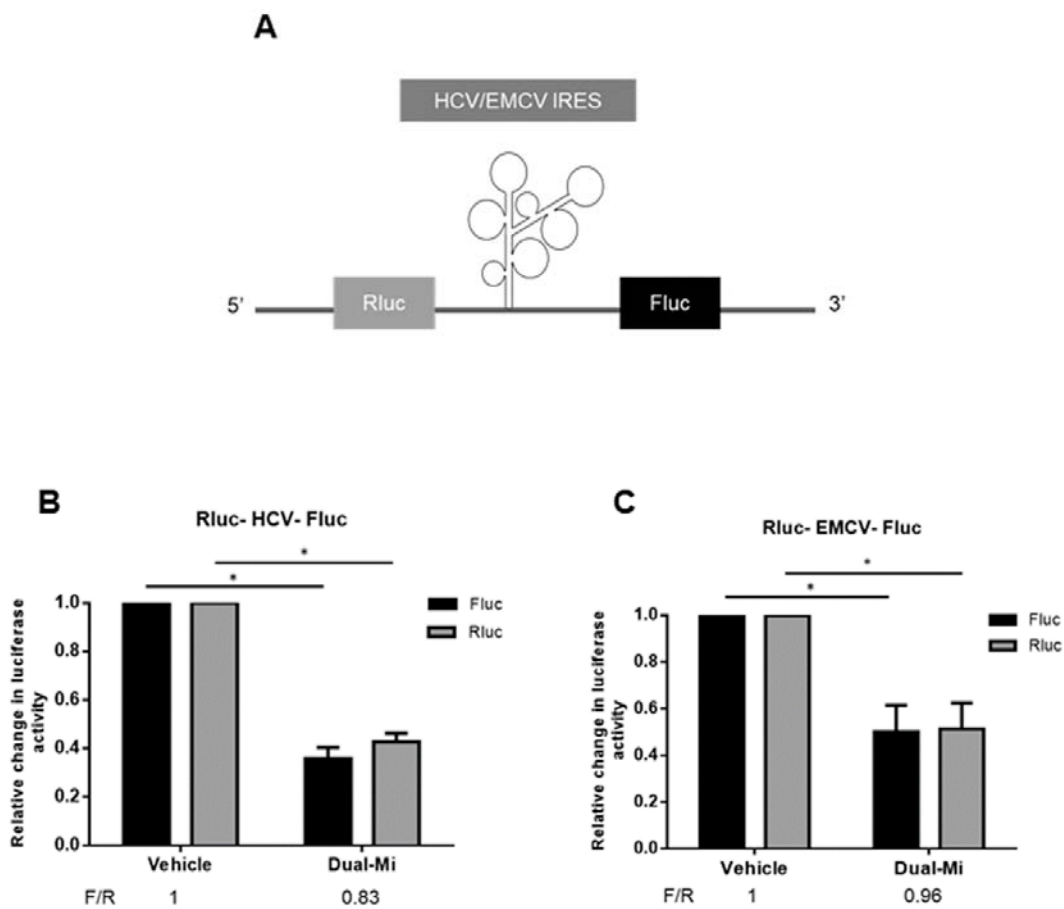 A
HCV/EMCV IRES
5’
Rluc
Fluc
3’
B
Rluc- HCV- Fluc
*
*
Relative change in luciferase
activity
1.0
0.8
0.6
0.4
0.2
0.0
Fluc
Rluc
Vehicle
Dual-Mi
F/R 1 0.83
C
Rluc- EMCV- Fluc
*
*
Relative change in luciferase
activity
1.0
0.8
0.6
0.4
0.2
0.0
Fluc
Rluc
Vehicle
Dual-Mi
F/R 1 0.96